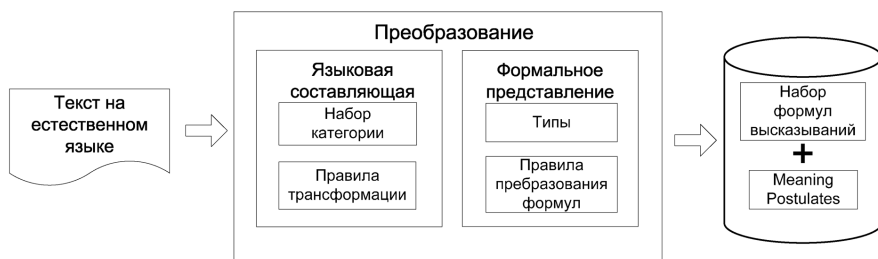 Преобразование
Текст на
естественном
языке
Языковая
составляющая
Набор
категории
Правила
трансформации
Формальное
представление
Типы
Правила
пребразования
формул
Набор
формул
высказываний
+
Meaning
Postulates